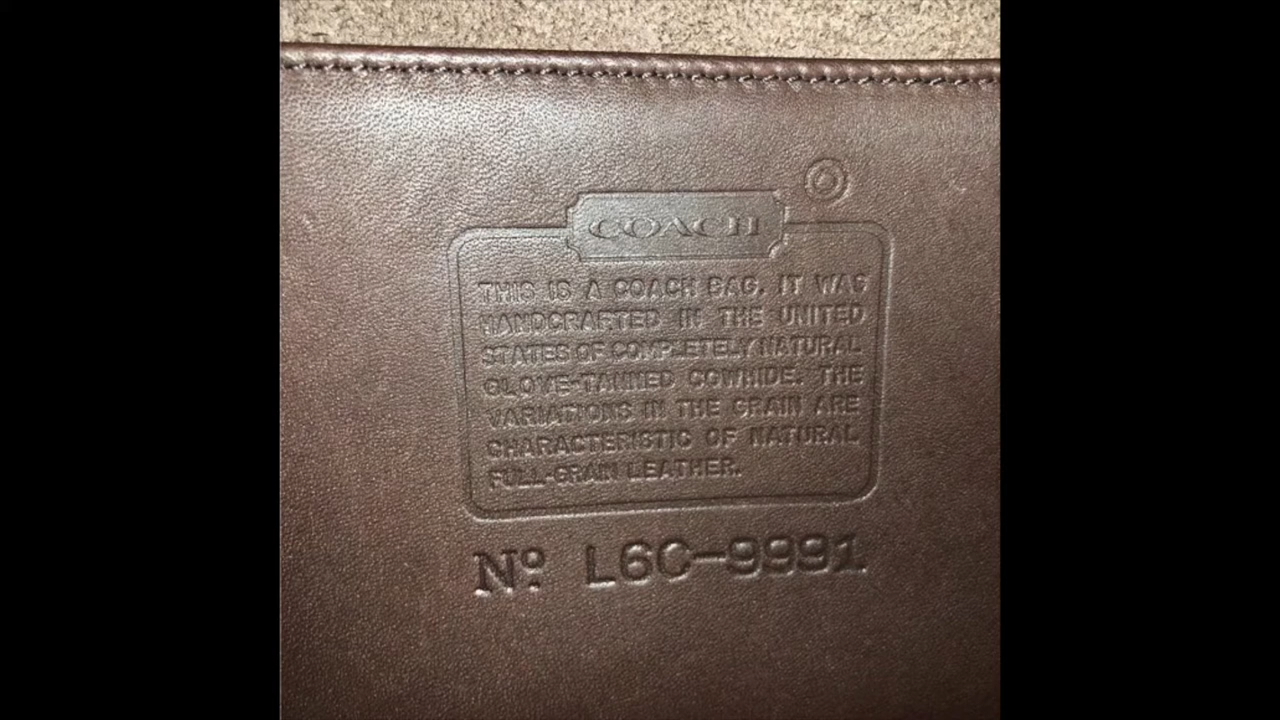 COACH
THIS IS A COACH BAG. IT WAS
HANDCRAFTED IN THE UNITED
STATES OF COMPLETELY NATURAL
GLOVE-TANNED COWHIDE. THE
VARIATIONS IN THE GRAIN ARE
CHARACTERISTIC OF NATURAL
FULL-GRAIN LEATHER.
Nº: L6C-9991